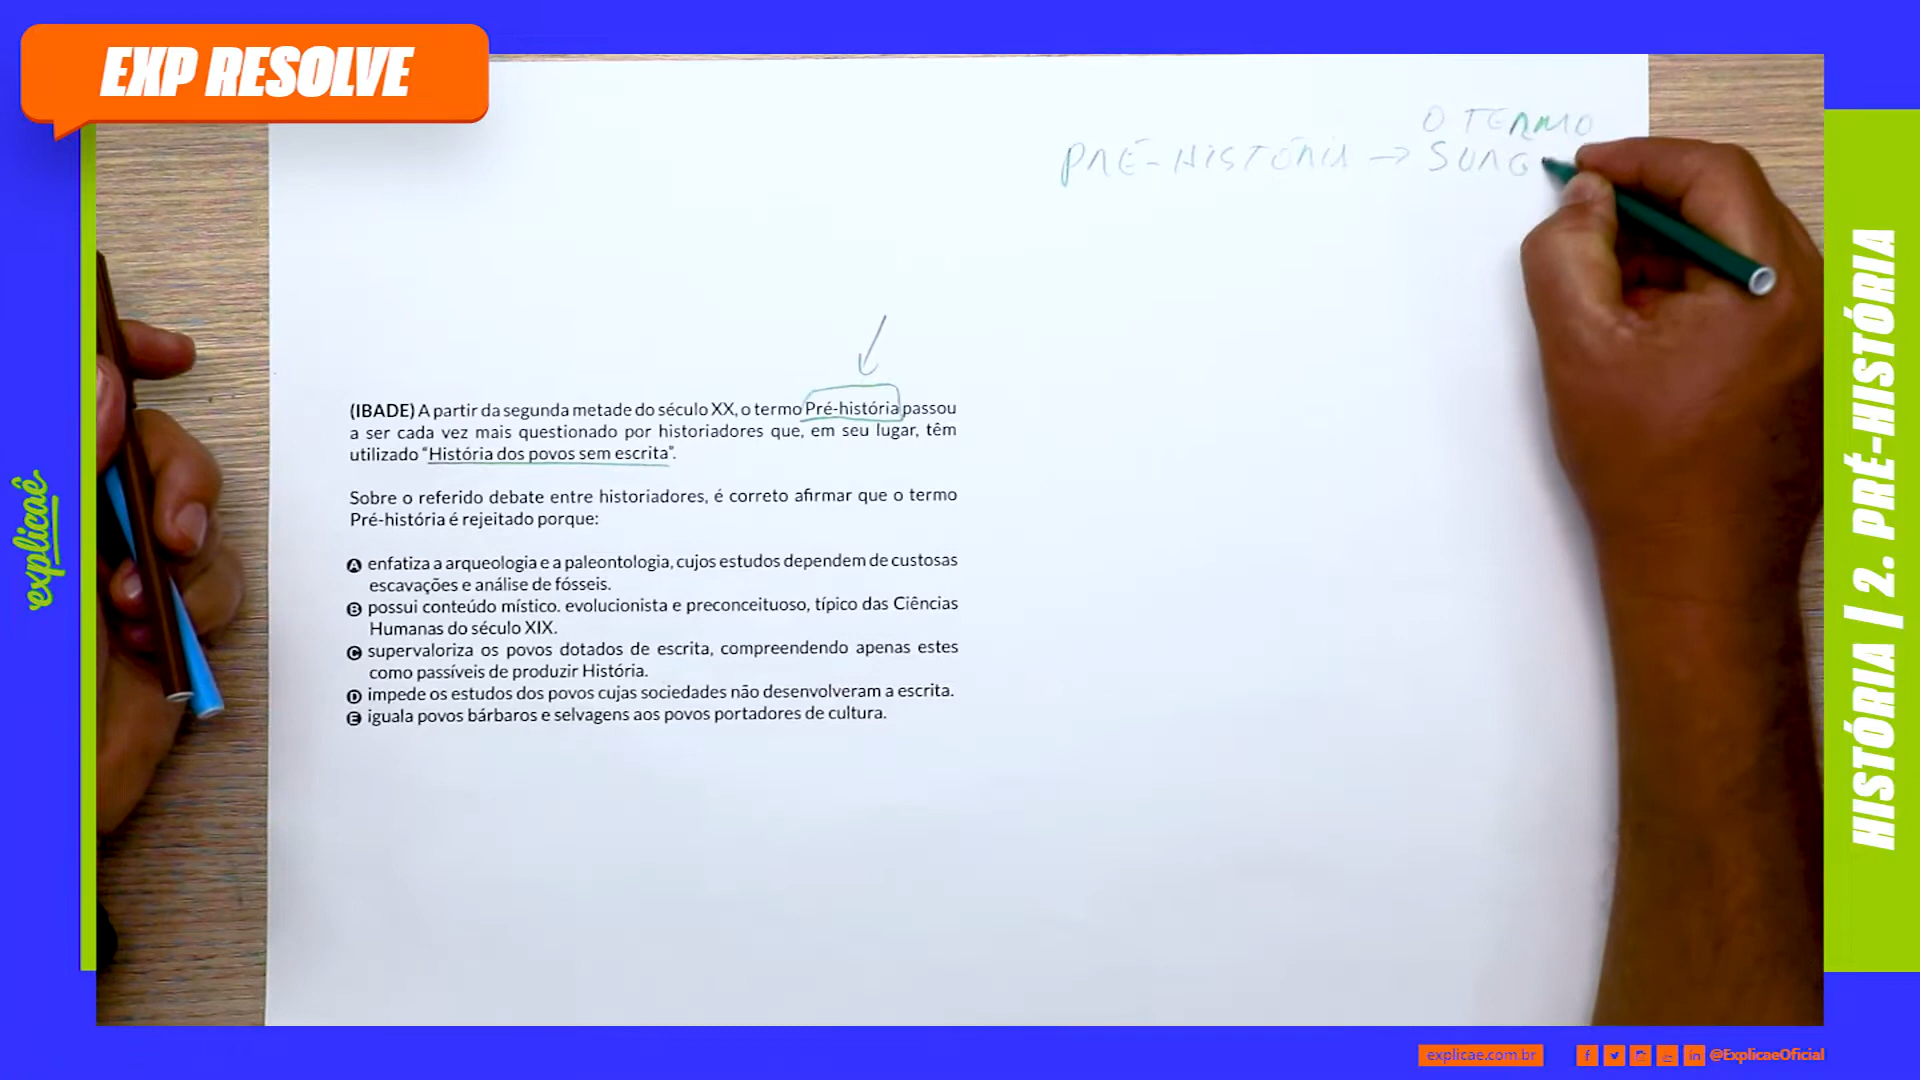 EXP RESOLVE
O TERMO
PRÉ-HISTÓRIA → SURG
(IBADE) A partir da segunda metade do século XX, o termo Pré-história passou
a ser cada vez mais questionado por historiadores que, em seu lugar, têm
utilizado “História dos povos sem escrita”.
Sobre o referido debate entre historiadores, é correto afirmar que o termo
Pré-história é rejeitado porque:
A enfatiza a arqueologia e a paleontologia, cujos estudos dependem de custosas
escavações e análise de fósseis.
B possui conteúdo místico. evolucionista e preconceituoso, típico das Ciências
Humanas do século XIX.
C supervaloriza os povos dotados de escrita, compreendendo apenas estes
como passíveis de produzir História.
D impede os estudos dos povos cujas sociedades não desenvolveram a escrita.
E iguala povos bárbaros e selvagens aos povos portadores de cultura.
explicaê
HISTÓRIA | 2. PRÉ-HISTÓRIA
explicae.com.br
@ExplicaeOficial